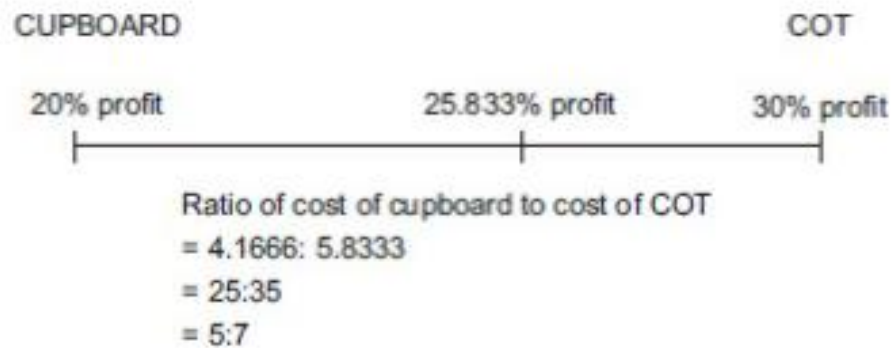 CUPBOARD COT
20% profit 25.833% profit 30% profit
Ratio of cost of cupboard to cost of COT
= 4.1666: 5.8333
= 25:35
= 5:7